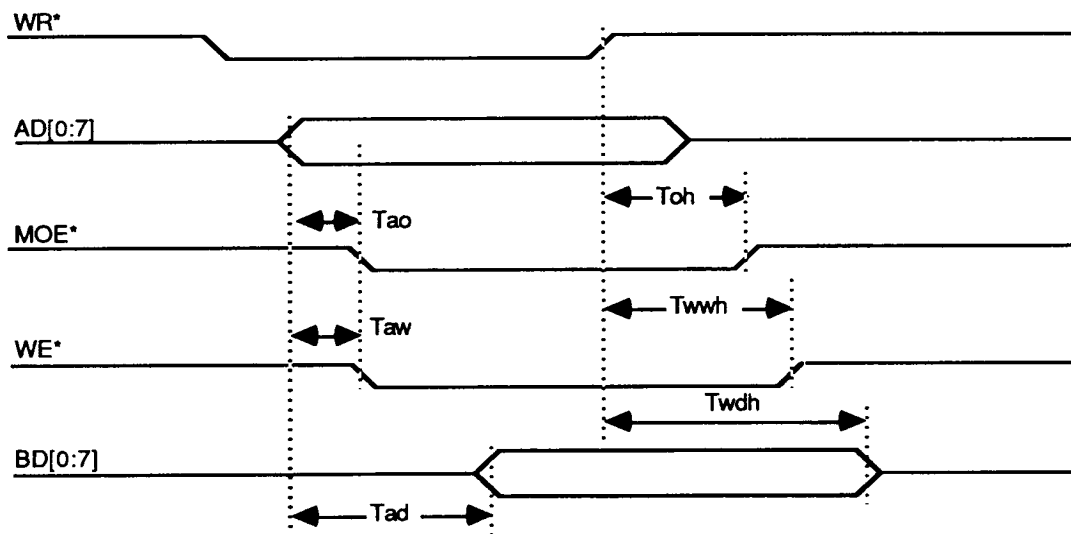 WR*
AD[0:7]
Toh
Tao
MOE*
Twwh
Taw
WE*
Twdh
BD[0:7]
Tad